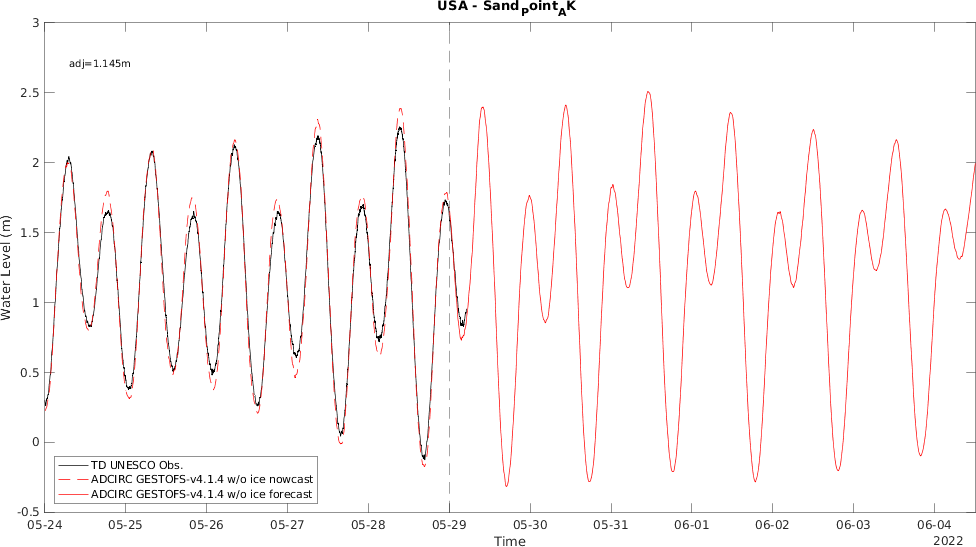 USA - Sand_Point_AK
3
adj=1.145m
2.5
2
1.5
1
0.5
0
-0.5
Water Level (m)
TD UNESCO Obs.
ADCIRC GESTOFS-v4.1.4 w/o ice nowcast
ADCIRC GESTOFS-v4.1.4 w/o ice forecast
05-24 05-25 05-26 05-27 05-28 05-29 05-30 05-31 06-01 06-02 06-03 06-04
Time
2022